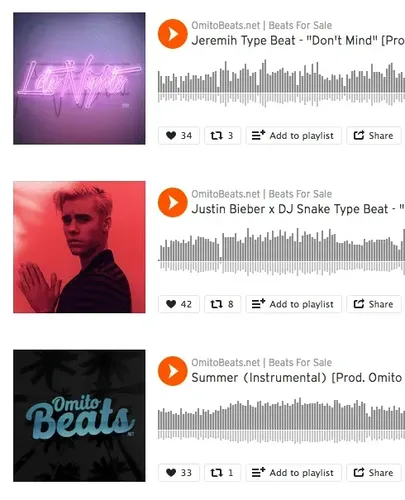 Late Nights
OmitoBeats.net | Beats For Sale
Jeremih Type Beat - "Don't Mind" [Pro
34
3
Add to playlist
Share
OmitoBeats.net | Beats For Sale
Justin Bieber x DJ Snake Type Beat - "
42
8
Add to playlist
Share
Omito
Beats
.NET
OmitoBeats.net | Beats For Sale
Summer (Instrumental) [Prod. Omito
33
1
Add to playlist
Share